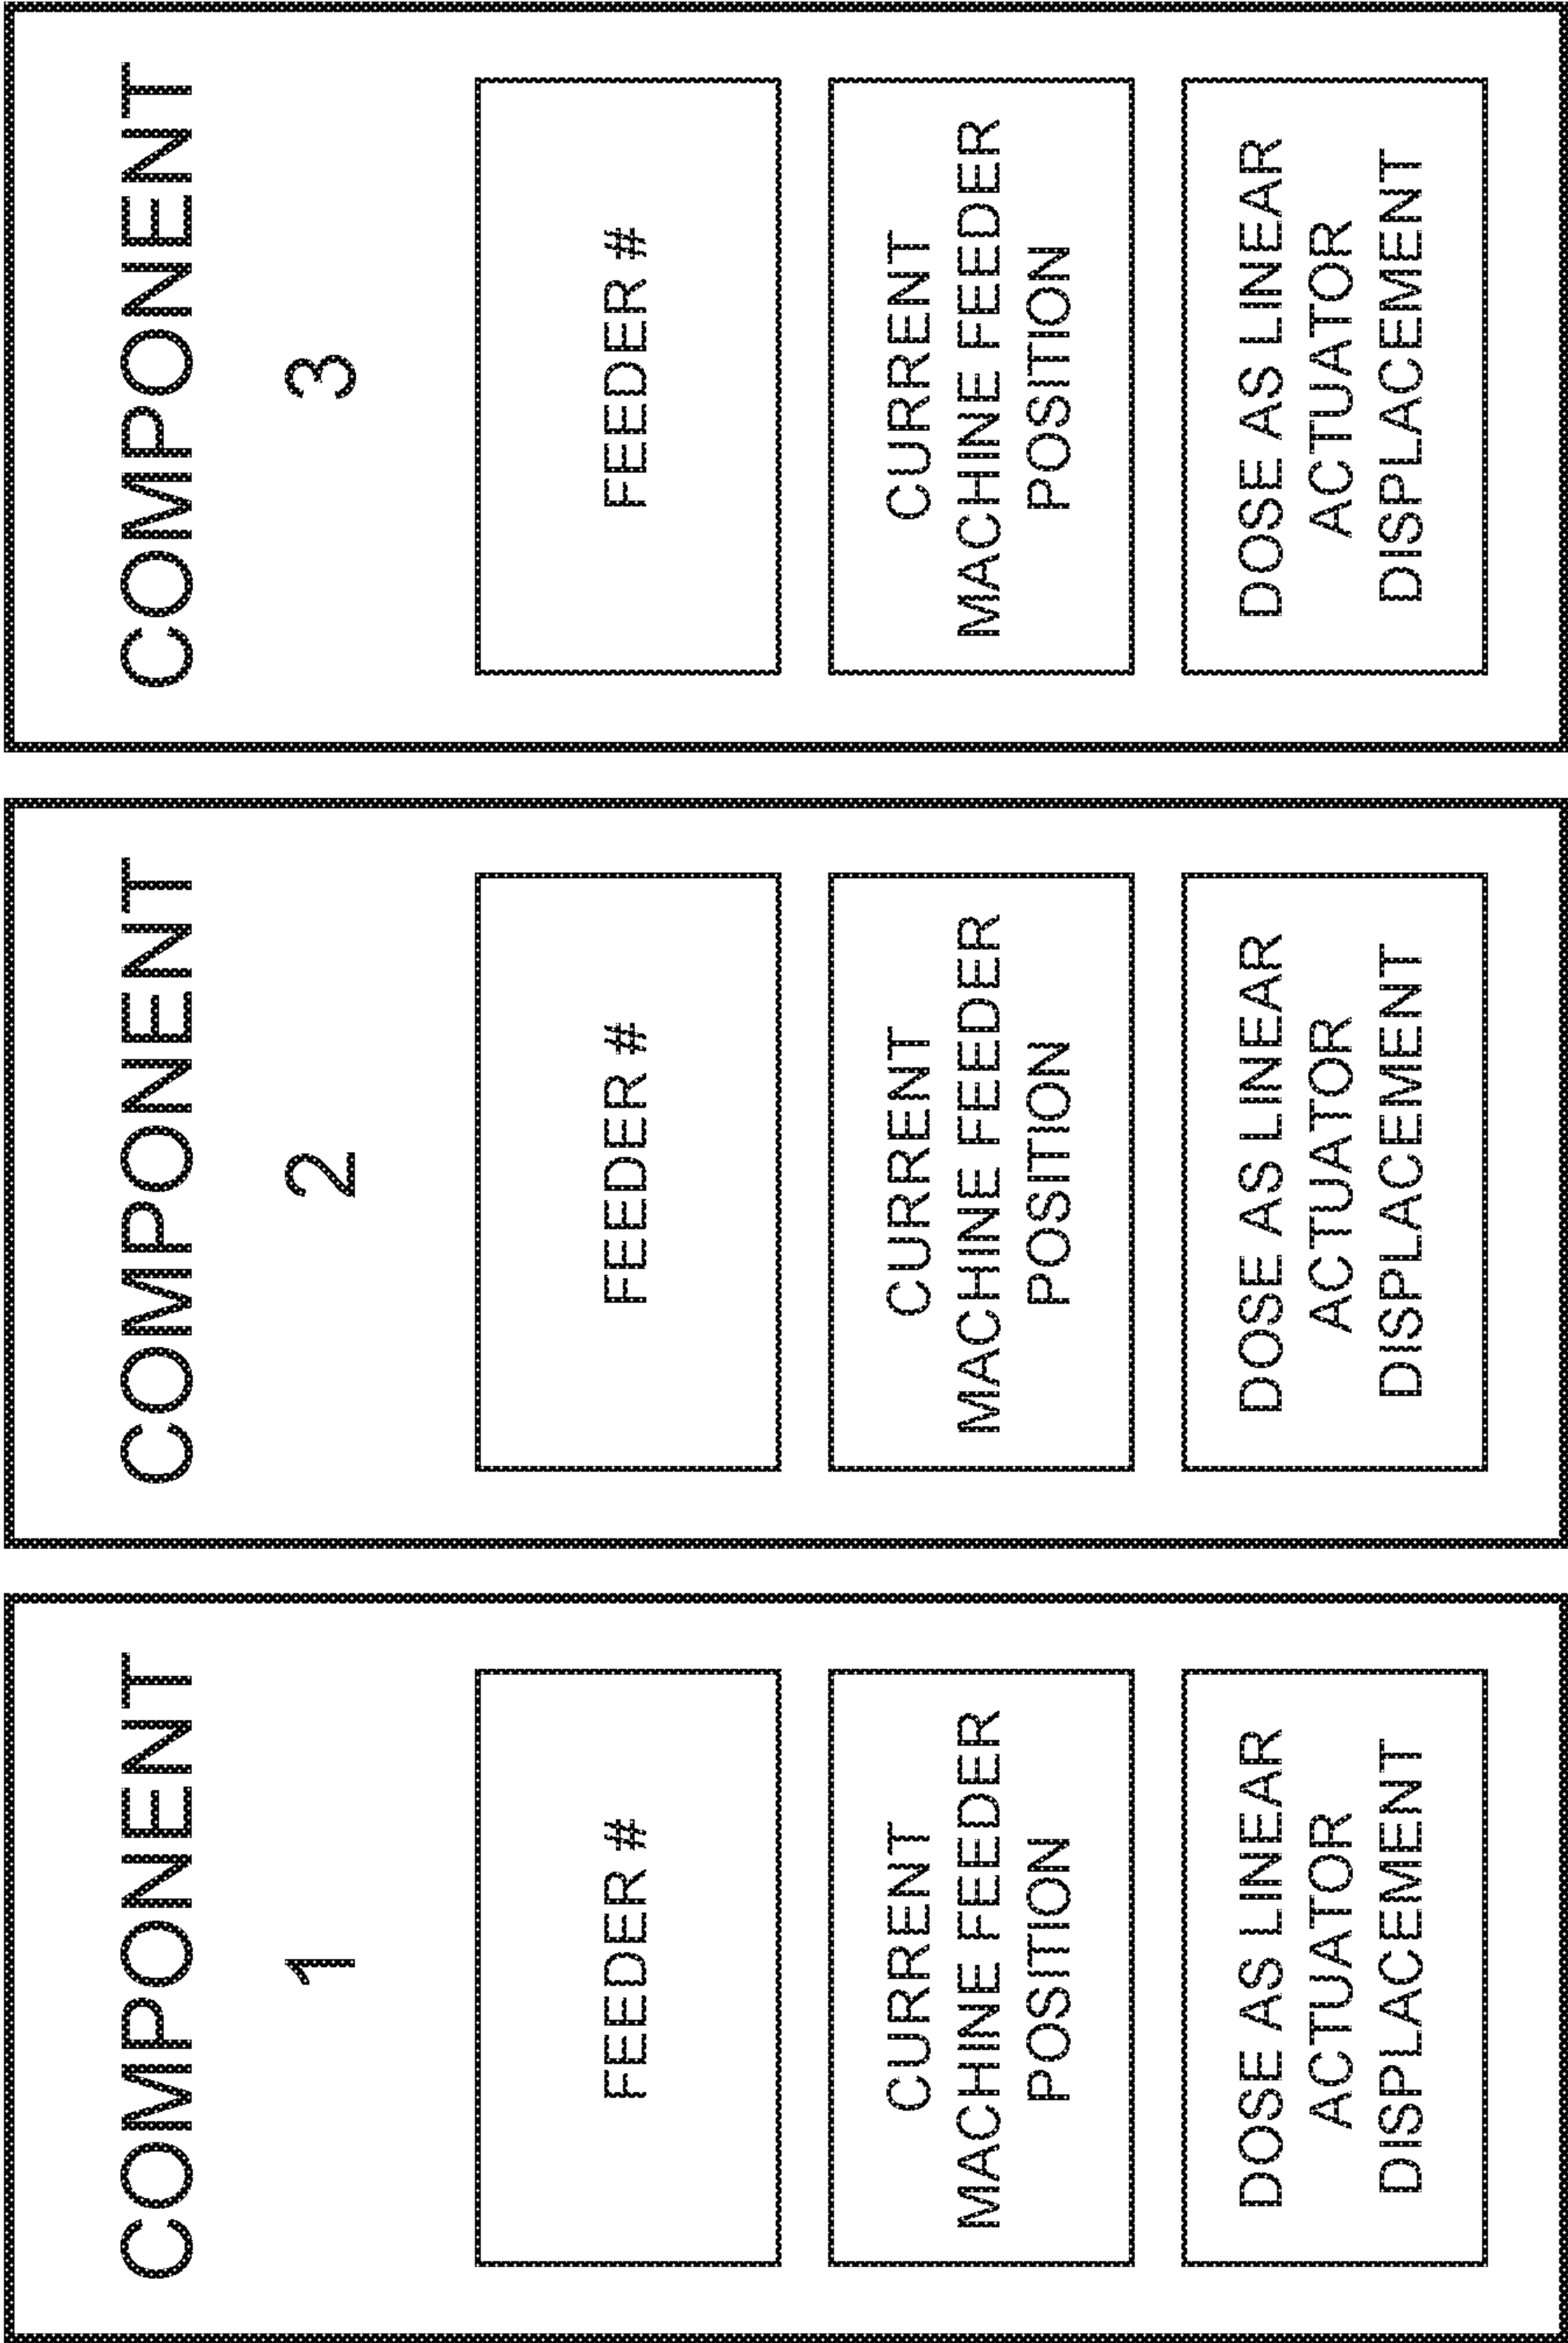 COMPONENT
1
FEEDER #
CURRENT
MACHINE FEEDER
POSITION
DOSE AS LINEAR
ACTUATOR
DISPLACEMENT
COMPONENT
2
FEEDER #
CURRENT
MACHINE FEEDER
POSITION
DOSE AS LINEAR
ACTUATOR
DISPLACEMENT
COMPONENT
3
FEEDER #
CURRENT
MACHINE FEEDER
POSITION
DOSE AS LINEAR
ACTUATOR
DISPLACEMENT